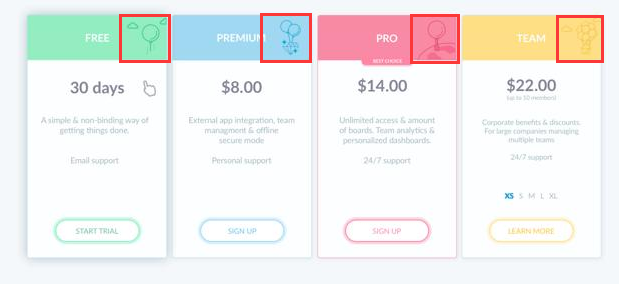 FREE
30 days
A simple & non-binding way of
getting things done.
Email support
START TRIAL
PREMIUM
$8.00
External app integration, team
managment & offline
secure mode
Personal support
SIGN UP
PRO
BEST CHOICE
$14.00
Unlimited access & amount
of boards. Team analytics &
personalized dashboards.
24/7 support
SIGN UP
TEAM
$22.00
(up to 10 members)
Corporate benefits & discounts.
For large companies managing
multiple teams
24/7 support
XS S M L XL
LEARN MORE